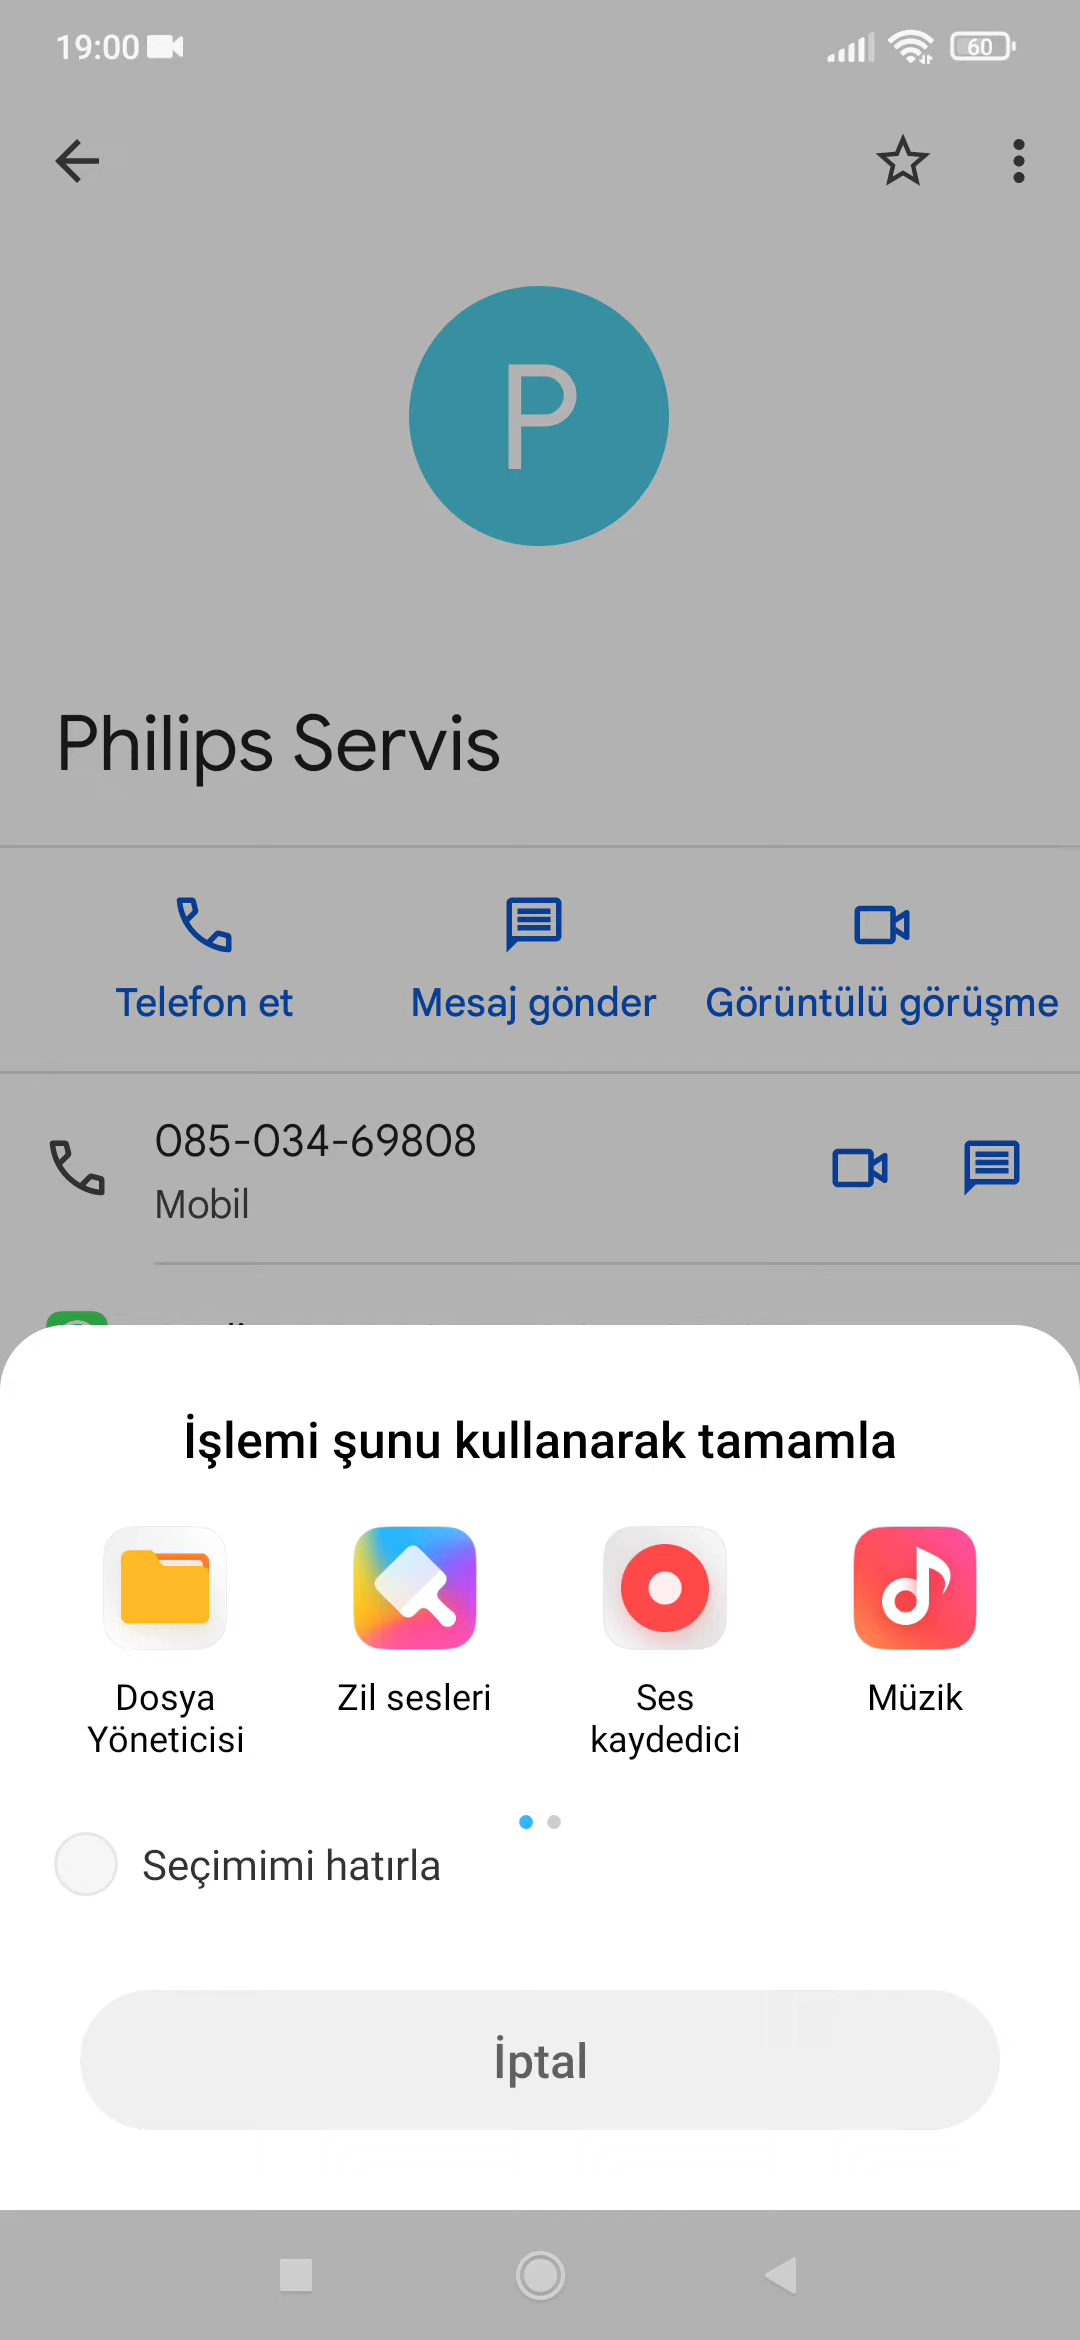 19:00
60
P
Philips Servis
Telefon et
Mesaj gönder
Görüntülü görüşme
085-034-69808
Mobil
İşlemi şunu kullanarak tamamla
Dosya
Yöneticisi
Zil sesleri
Ses
kaydedici
Müzik
Seçimimi hatırla
İptal